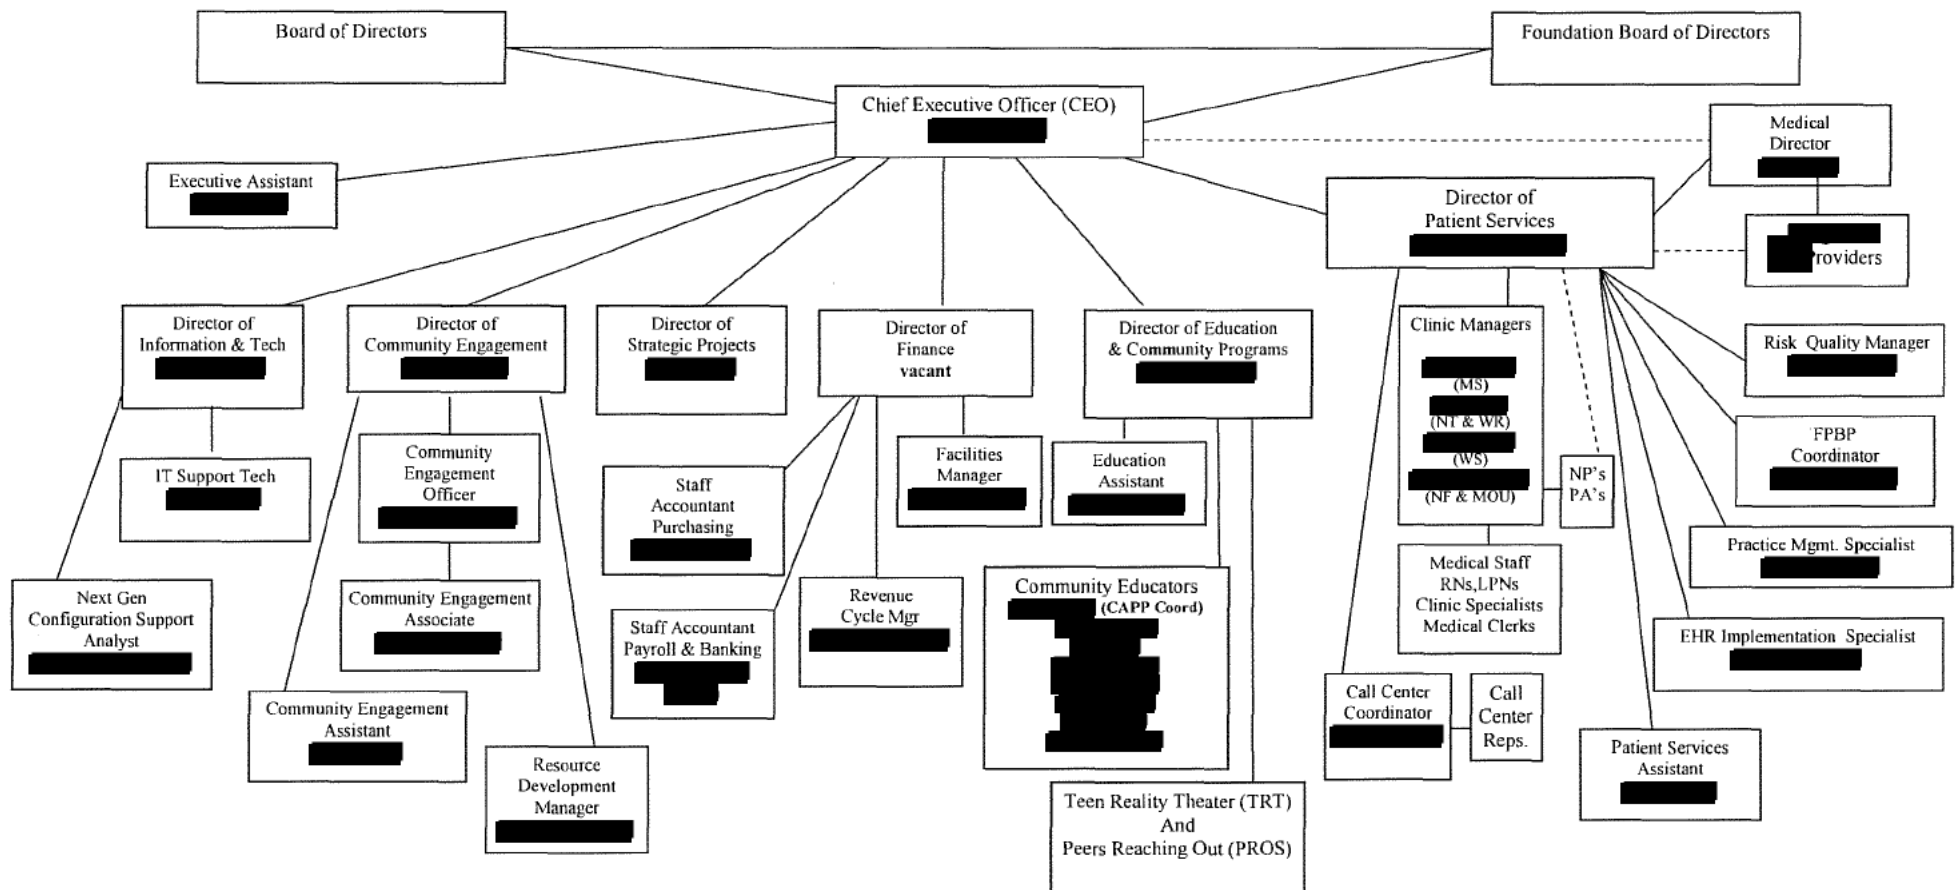 Board of Directors
Foundation Board of Directors
Chief Executive Officer (CEO)
Medical
Director
Executive Assistant
Director of
Patient Services
Providers
Director of
Information & Tech
Director of
Community Engagement
Director of
Strategic Projects
Director of
Finance
vacant
Director of Education
& Community Programs
Clinic Managers
(MS)
(NT & WR)
(WS)
(NF & MOU)
Risk Quality Manager
FPBP
Coordinator
NP's
PA's
IT Support Tech
Community
Engagement
Officer
Staff
Accountant
Purchasing
Facilities
Manager
Education
Assistant
Practice Mgmt. Specialist
Medical Staff
RNs,LPNs
Clinic Specialists
Medical Clerks
Next Gen
Configuration Support
Analyst
Community Engagement
Associate
Staff Accountant
Payroll & Banking
Revenue
Cycle Mgr
Community Educators
(CAPP Coord)
EHR Implementation Specialist
Community Engagement
Assistant
Resource
Development
Manager
Call Center
Coordinator
Call
Center
Reps.
Patient Services
Assistant
Teen Reality Theater (TRT)
And
Peers Reaching Out (PROS)